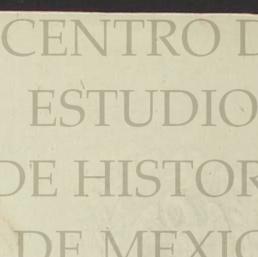 CENTRO D
ESTUDIO
DE HISTOR
DE MEXIC